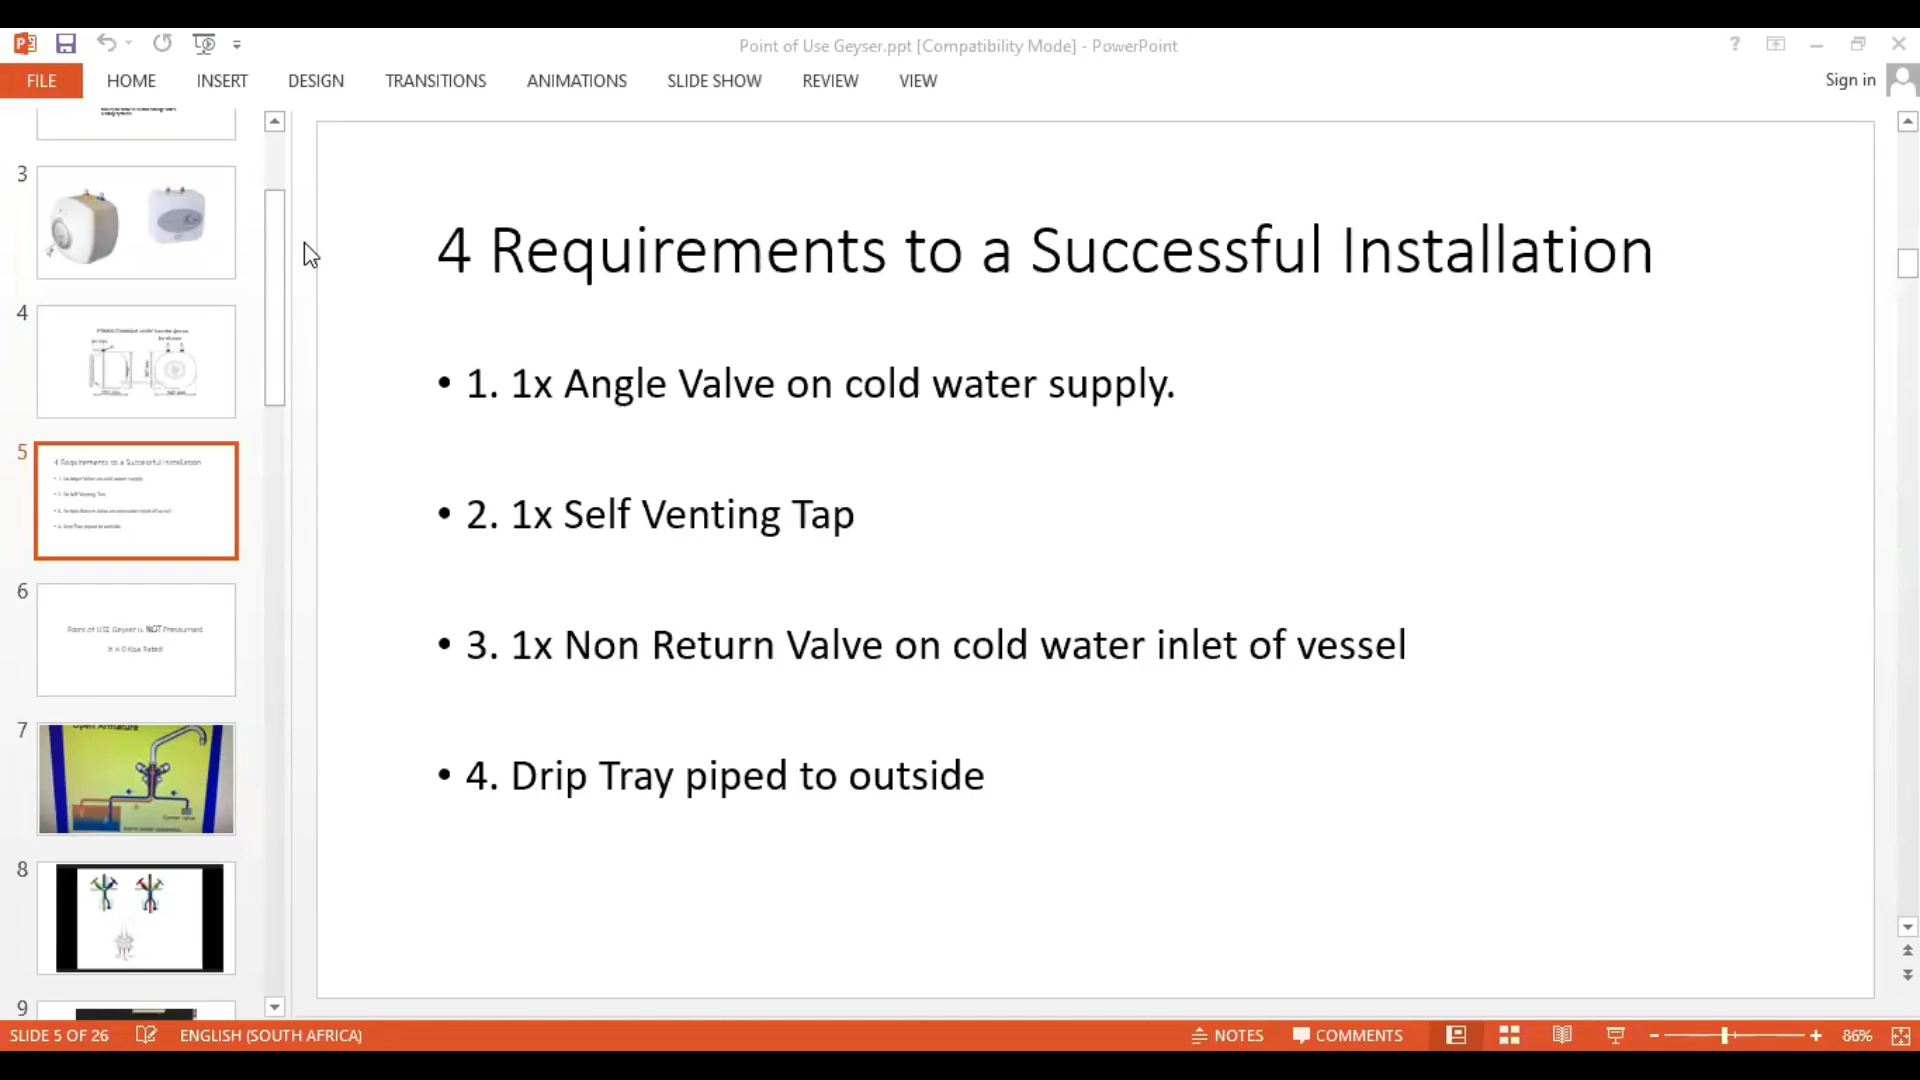 Point of Use Geyser.ppt [Compatibility Mode] - PowerPoint
?
FILE HOME INSERT DESIGN TRANSITIONS ANIMATIONS SLIDE SHOW REVIEW VIEW
Sign in
3
4
5
4 Requirements to a Successful Installation
• 1. 1x Angle Valve on cold water supply.
• 2. 1x Self Venting Tap
• 3. 1x Non Return Valve on cold water inlet of vessel
• 4. Drip Tray piped to outside
6
Point of USE Geyser is NOT Pressurised
It is 0 Kpa Rated
7
Open Armature
8
9
4 Requirements to a Successful Installation
• 1. 1x Angle Valve on cold water supply.
• 2. 1x Self Venting Tap
• 3. 1x Non Return Valve on cold water inlet of vessel
• 4. Drip Tray piped to outside
SLIDE 5 OF 26 ENGLISH (SOUTH AFRICA) NOTES COMMENTS 86%